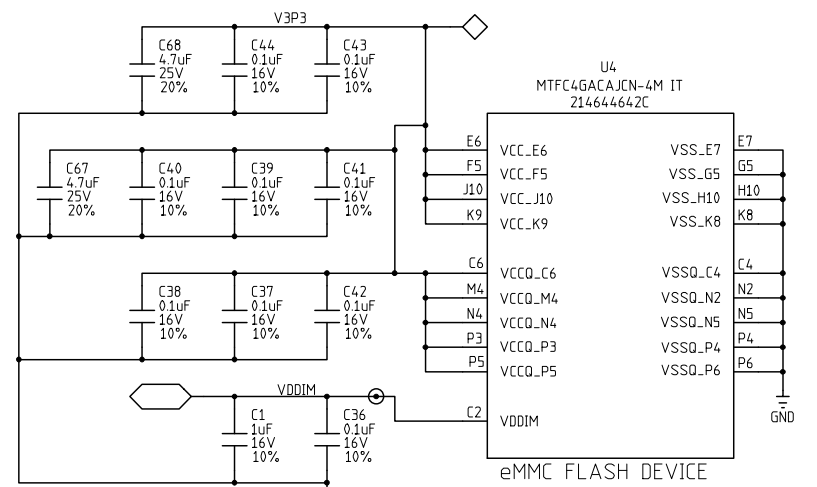 V3P3
C68
4.7uF
25V
20%
C44
0.1uF
16V
10%
C43
0.1uF
16V
10%
U4
MTFC4GACAJCN-4M IT
214644642C
C67
4.7uF
25V
20%
C40
0.1uF
16V
10%
C39
0.1uF
16V
10%
C41
0.1uF
16V
10%
E6 VCC_E6 VSS_E7 E7
F5 VCC_F5 VSS_G5 G5
J10 VCC_J10 VSS_H10 H10
K9 VCC_K9 VSS_K8 K8
C6 VCCQ_C6 VSSQ_C4 C4
M4 VCCQ_M4 VSSQ_N2 N2
N4 VCCQ_N4 VSSQ_N5 N5
P3 VCCQ_P3 VSSQ_P4 P4
P5 VCCQ_P5 VSSQ_P6 P6
C38
0.1uF
16V
10%
C37
0.1uF
16V
10%
C42
0.1uF
16V
10%
VDDIM
C2 VDDIM
GND
C1
1uF
16V
10%
C36
0.1uF
16V
10%
eMMC FLASH DEVICE